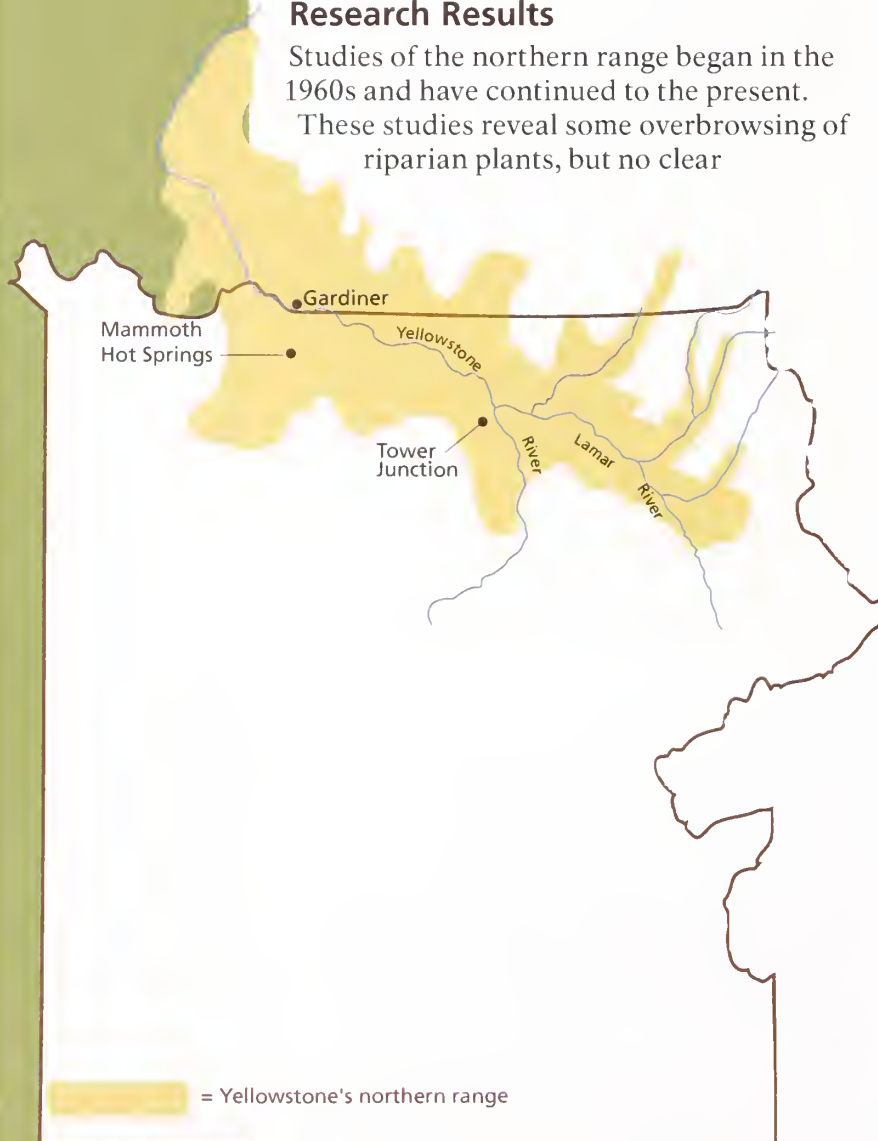 Research Results
Studies of the northern range began in the
1960s and have continued to the present.
These studies reveal some overbrowsing of
riparian plants, but no clear
Gardiner
Mammoth
Hot Springs
Yellowstone
River
Tower
Junction
Lamar
River
= Yellowstone's northern range